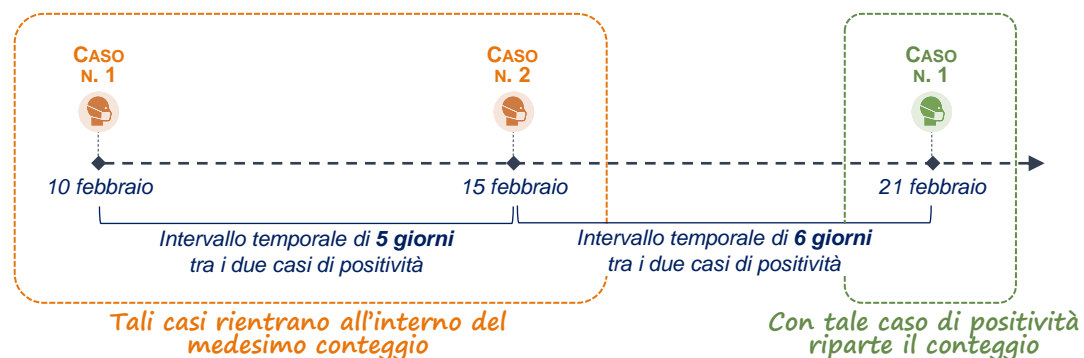 CASO
N. 1
CASO
N. 2
CASO
N. 1
10 febbraio
15 febbraio
21 febbraio
Intervallo temporale di 5 giorni
tra i due casi di positività
Intervallo temporale di 6 giorni
tra i due casi di positività
Tali casi rientrano all'interno del
medesimo conteggio
Con tale caso di positività
riparte il conteggio